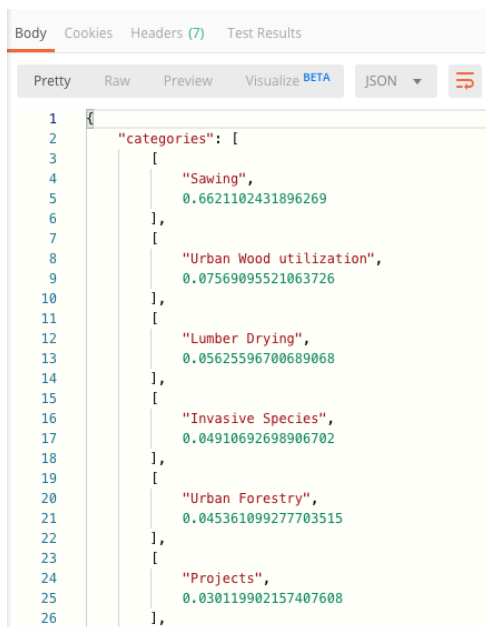 Body Cookies Headers (7) Test Results
Pretty Raw Preview Visualize BETA JSON
1 {
2 "categories": [
3 [
4 "Sawing",
5 0.6621102431896269
6 ],
7 [
8 "Urban Wood utilization",
9 0.07569095521063726
10 ],
11 [
12 "Lumber Drying",
13 0.05625596700689068
14 ],
15 [
16 "Invasive Species",
17 0.04910692698906702
18 ],
19 [
20 "Urban Forestry",
21 0.045361099277703515
22 ],
23 [
24 "Projects",
25 0.030119902157407608
26 ],